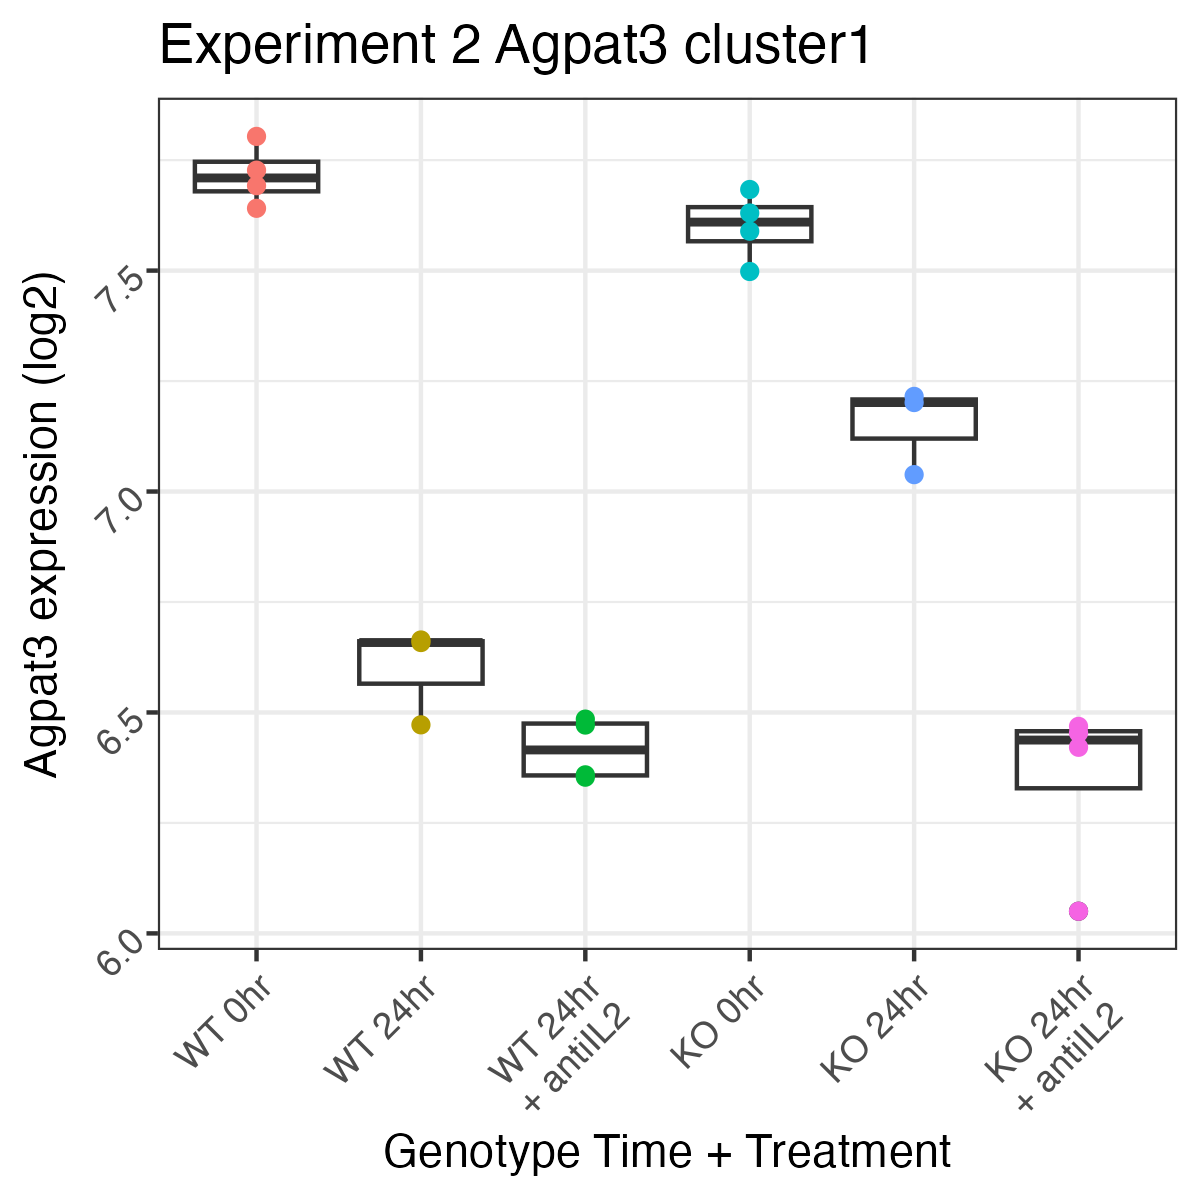 Experiment 2 Agpat3 cluster1
Agpat3 expression (log2)
7.5
7.0
6.5
6.0
WT 0hr
WT 24hr
WT 24hr
+ antiIL2
KO 0hr
KO 24hr
KO 24hr
+ antiIL2
Genotype Time + Treatment